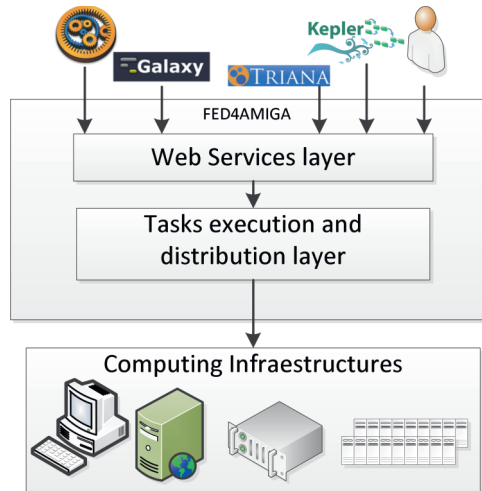 Kepler
Galaxy
TRIANA
FED4AMIGA
Web Services layer
Tasks execution and
distribution layer
Computing Infraestructures